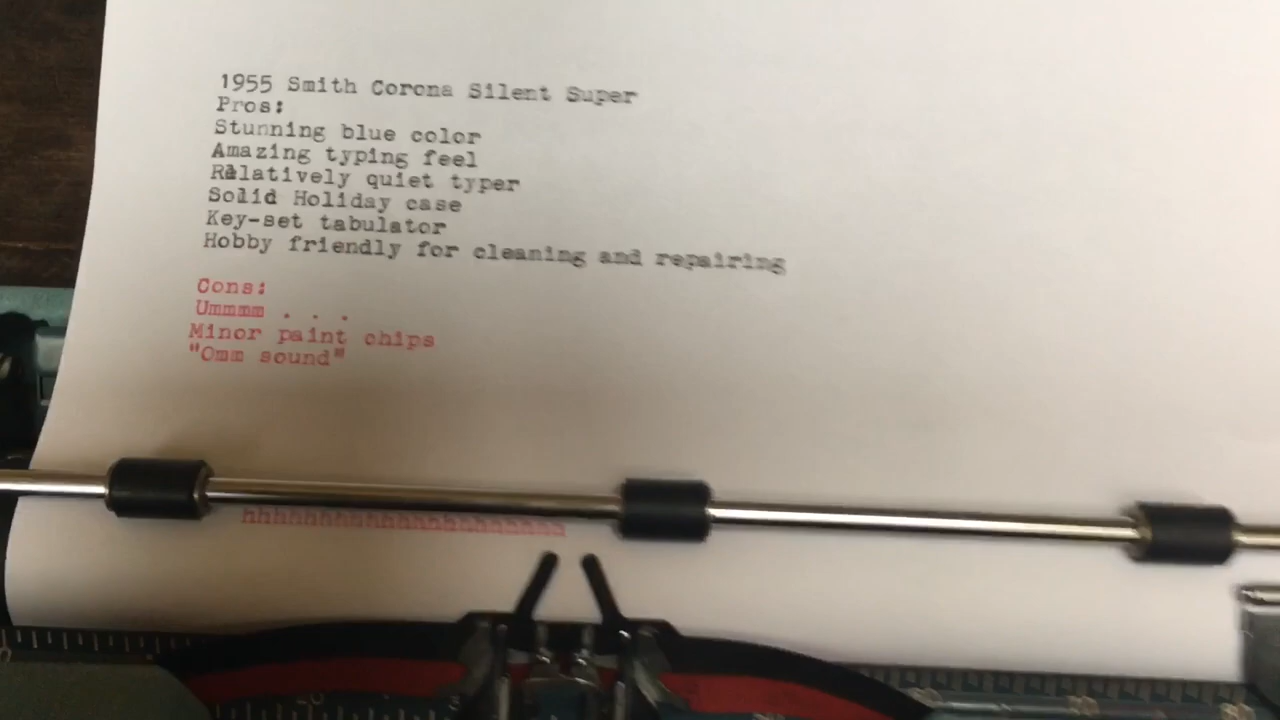 1955 Smith Corona Silent Super
Pros:
Stunning blue color
Amazing typing feel
Relatively quiet typer
Solid Holiday case
Key-set tabulator
Hobby friendly for cleaning and repairing
Cons:
Ummmm . . .
Minor paint chips
"Omm sound"
hhhhhhhhhhhhhhhhhhhhhhh